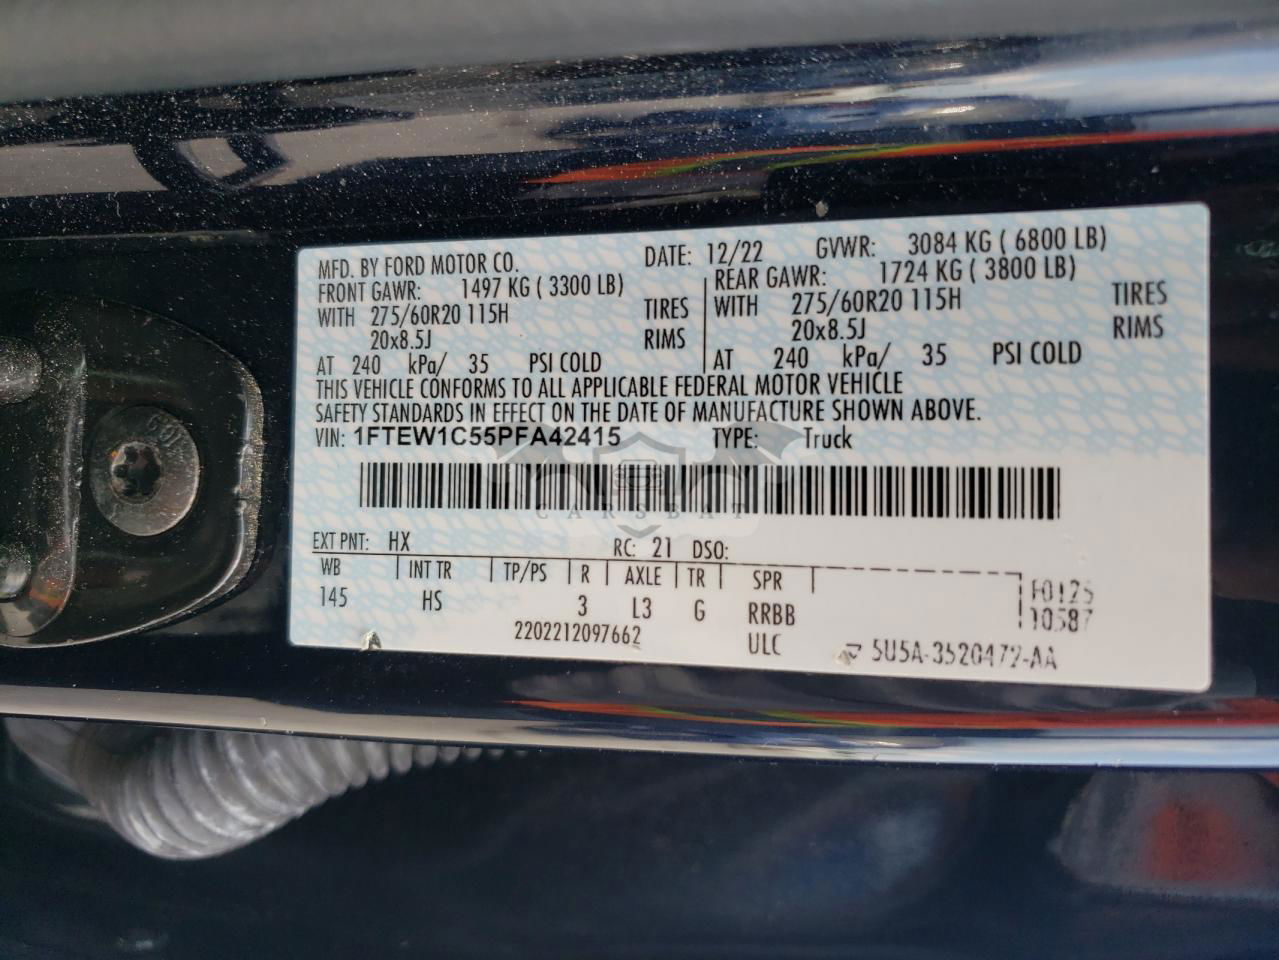 MFD. BY FORD MOTOR CO. DATE: 12/22 GVWR: 3084 KG ( 6800 LB)
FRONT GAWR: 1497 KG ( 3300 LB) REAR GAWR: 1724 KG ( 3800 LB)
WITH 275/60R20 115H TIRES WITH 275/60R20 115H TIRES
20x8.5J RIMS 20x8.5J RIMS
AT 240 kPa/ 35 PSI COLD AT 240 kPa/ 35 PSI COLD
THIS VEHICLE CONFORMS TO ALL APPLICABLE FEDERAL MOTOR VEHICLE
SAFETY STANDARDS IN EFFECT ON THE DATE OF MANUFACTURE SHOWN ABOVE.
VIN: 1FTEW1C55PFA42415 TYPE: Truck
CARSBAT
EXT PNT: HX RC: 21 DSO:
WB INT TR TP/PS R AXLE TR SPR F0125
145 HS 3 L3 G RRBB 10587
2202212097662 ULC 5U5A-3520472-AA